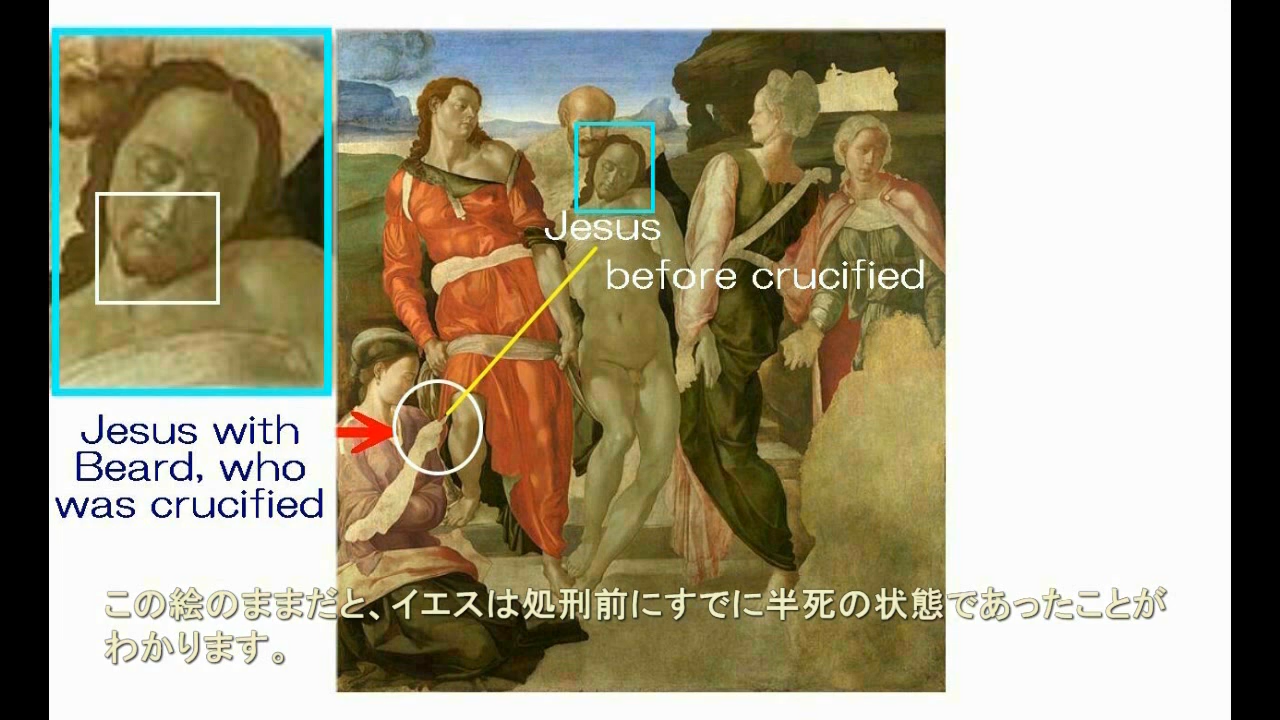 Jesus
before crucified
Jesus with
Beard, who
was crucified
この絵のままだと、イエスは処刑前にすでに半死の状態であったことが
わかります。